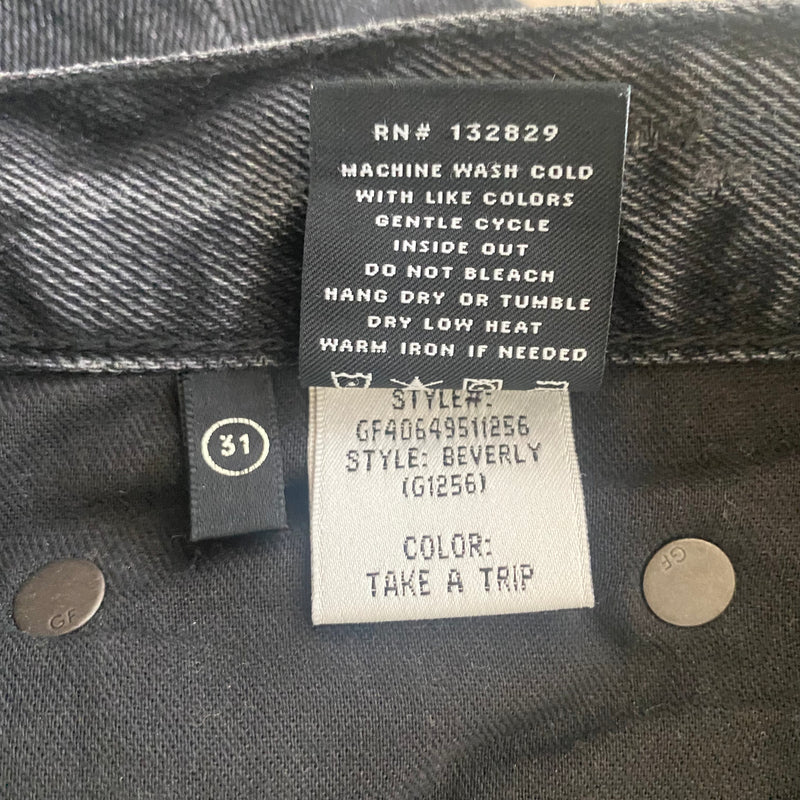 RN# 132829
MACHINE WASH COLD
WITH LIKE COLORS
GENTLE CYCLE
INSIDE OUT
DO NOT BLEACH
HANG DRY OR TUMBLE
DRY LOW HEAT
WARM IRON IF NEEDED
STYLE#:
GF40649511256
STYLE: BEVERLY
(G1256)
COLOR:
TAKE A TRIP
31
GF
GF